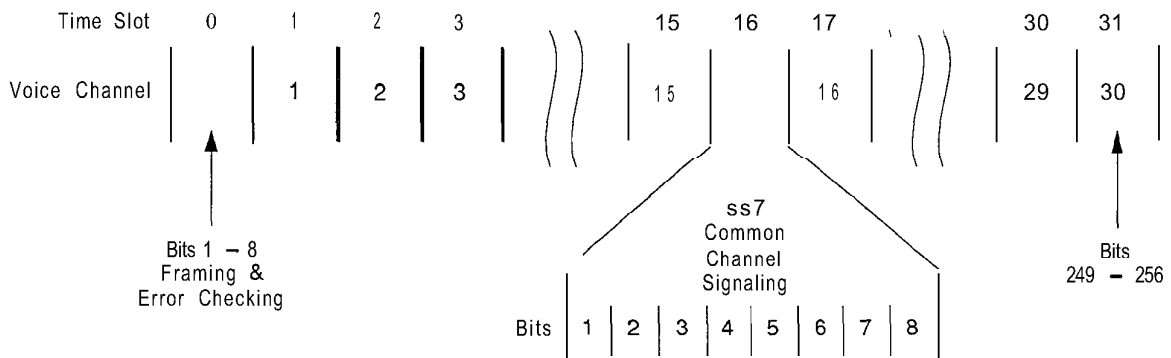 Time Slot 0 1 2 3 15 16 17 30 31
Voice Channel 1 2 3 15 16 29 30
ss7
Common
Channel
Signaling
Bits 1 – 8
Framing &
Error Checking
Bits
249 – 256
Bits 1 2 3 4 5 6 7 8